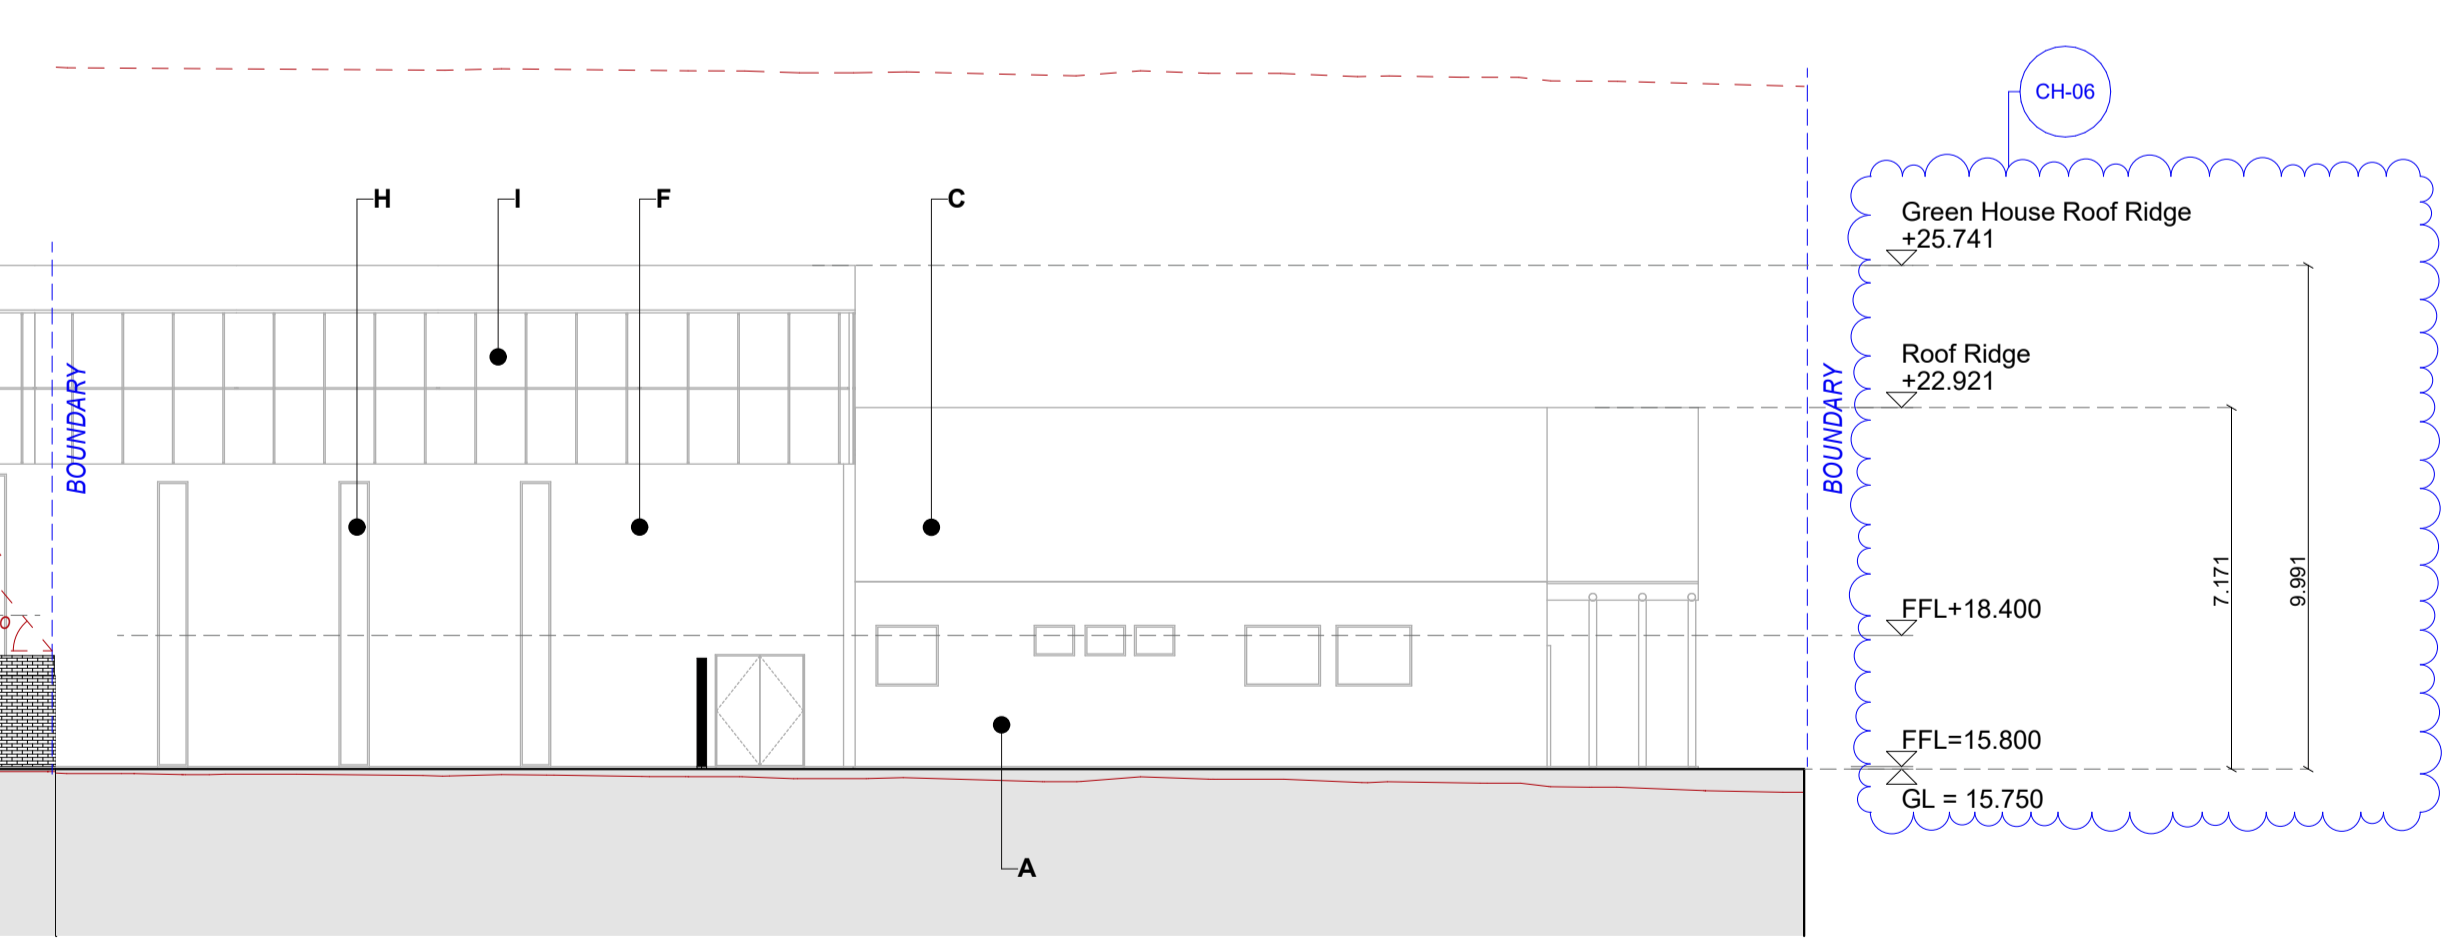 CH-06
H
I
F
C
Green House Roof Ridge
+25.741
Roof Ridge
+22.921
BOUNDARY
BOUNDARY
7.171
9.991
FFL+18.400
FFL=15.800
GL = 15.750
A